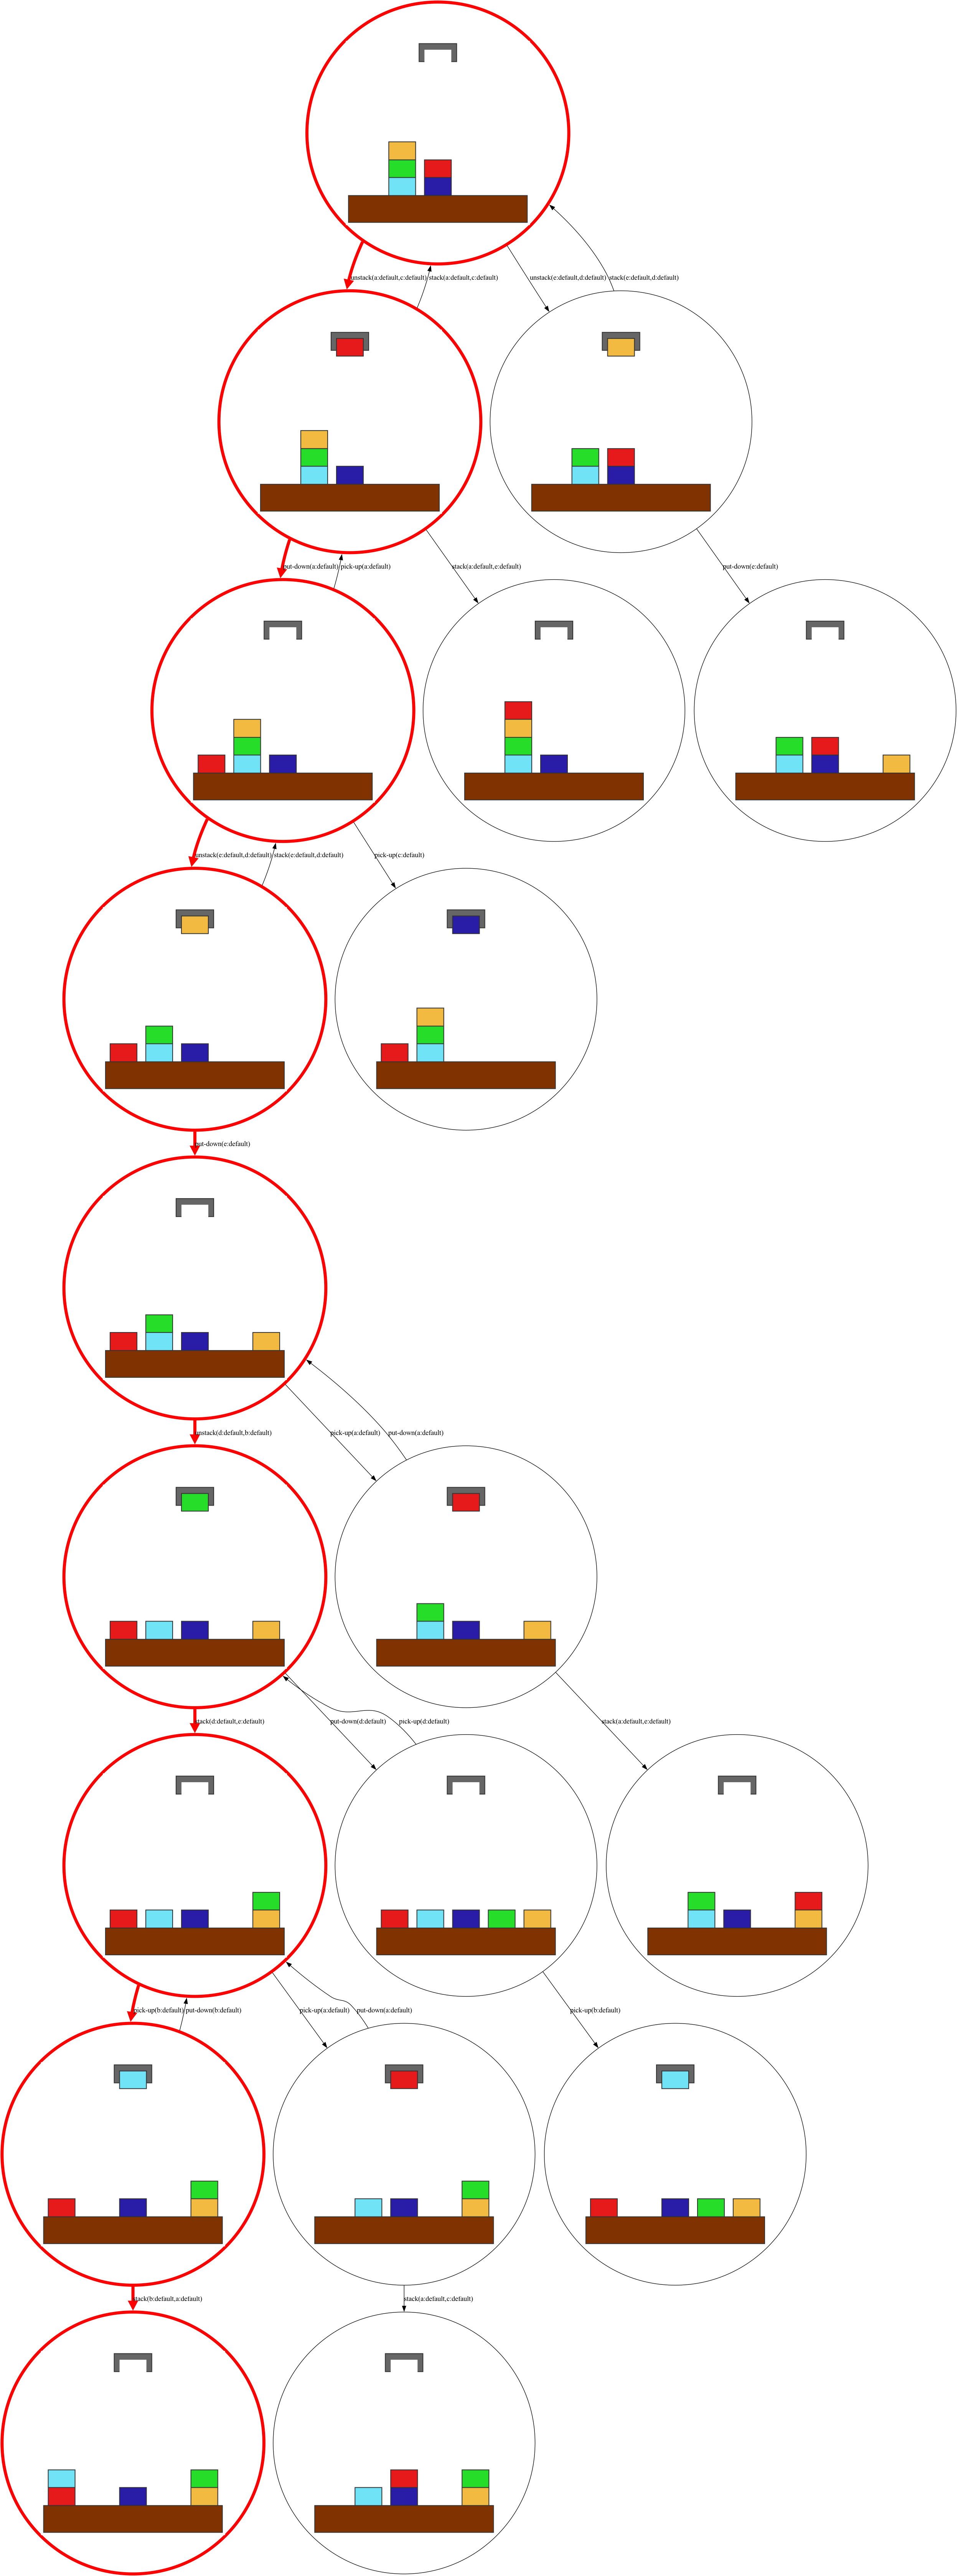 unstack(a:default,c:default)
stack(a:default,c:default)
unstack(e:default,d:default)
stack(e:default,d:default)
put-down(a:default)
pick-up(a:default)
stack(a:default,e:default)
put-down(e:default)
unstack(e:default,d:default)
stack(e:default,d:default)
pick-up(c:default)
put-down(e:default)
unstack(d:default,b:default)
pick-up(a:default)
put-down(a:default)
stack(d:default,e:default)
put-down(d:default)
pick-up(d:default)
stack(a:default,e:default)
pick-up(b:default)
put-down(b:default)
pick-up(a:default)
put-down(a:default)
pick-up(b:default)
stack(b:default,a:default)
stack(a:default,c:default)